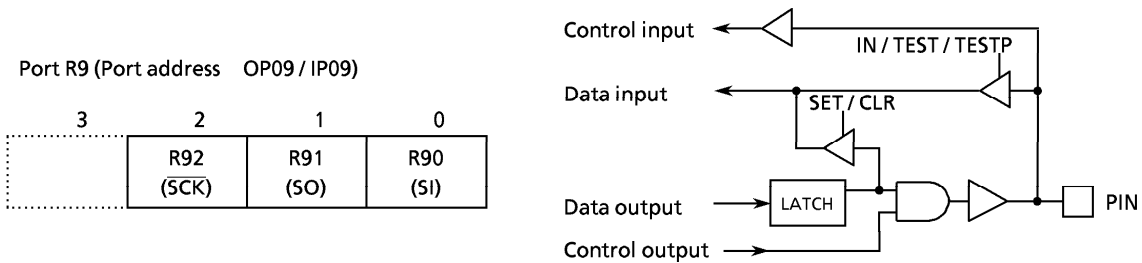 Port R9 (Port address OP09 / IP09)
3 2 1 0
R92 R91 R90
(SCK) (SO) (SI)
Control input
IN / TEST / TESTP
Data input
SET / CLR
Data output
LATCH
PIN
Control output